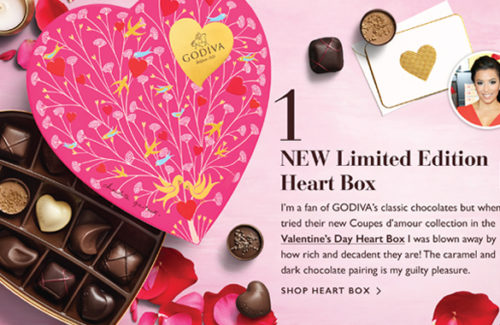 GODIVA
1
NEW Limited Edition
Heart Box
I'm a fan of GODIVA's classic chocolates but when
tried their new Coupes d'amour collection in the
Valentine's Day Heart Box I was blown away by
how rich and decadent they are! The caramel and
dark chocolate pairing is my guilty pleasure.
SHOP HEART BOX >